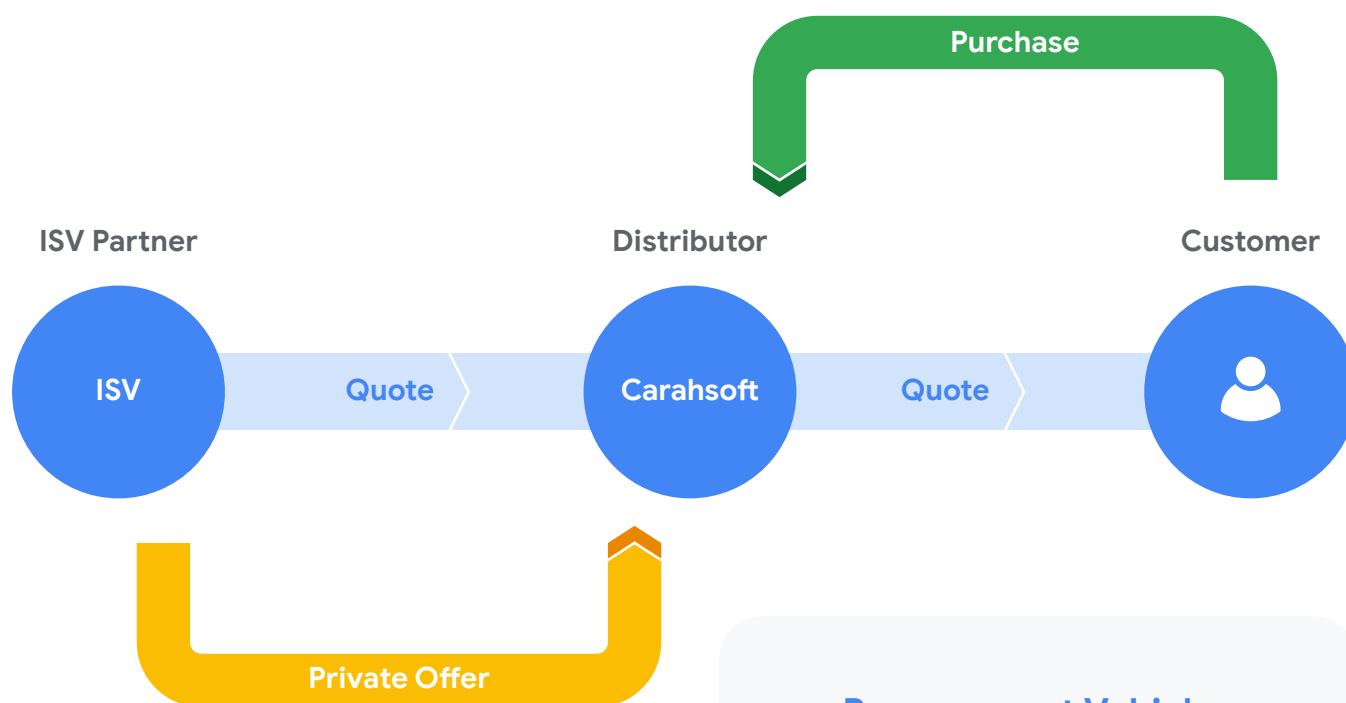 Purchase
ISV Partner
Distributor
Customer
ISV
Quote
Carahsoft
Quote
Private Offer